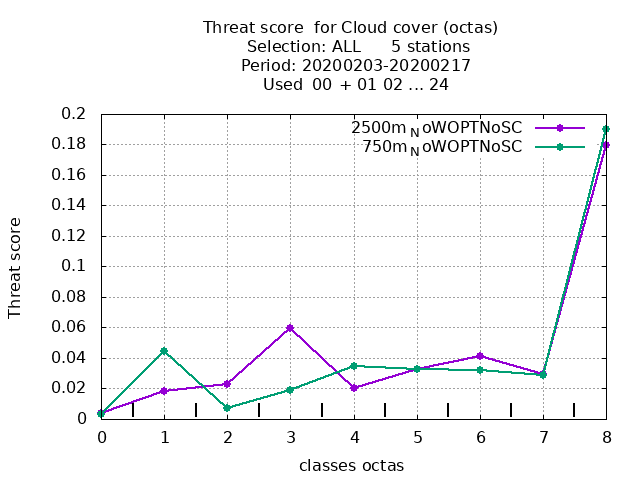 Threat score  for Cloud cover (octas)
Selection: ALL      5 stations
Period: 20200203-20200217
Used  00 + 01 02 ... 24
0.2
0.18
0.16
0.14
0.12
0.1
0.08
0.06
0.04
0.02
0
Threat score
2500m_NoWOPTNoSC
750m_NoWOPTNoSC
0 1 2 3 4 5 6 7 8
classes octas